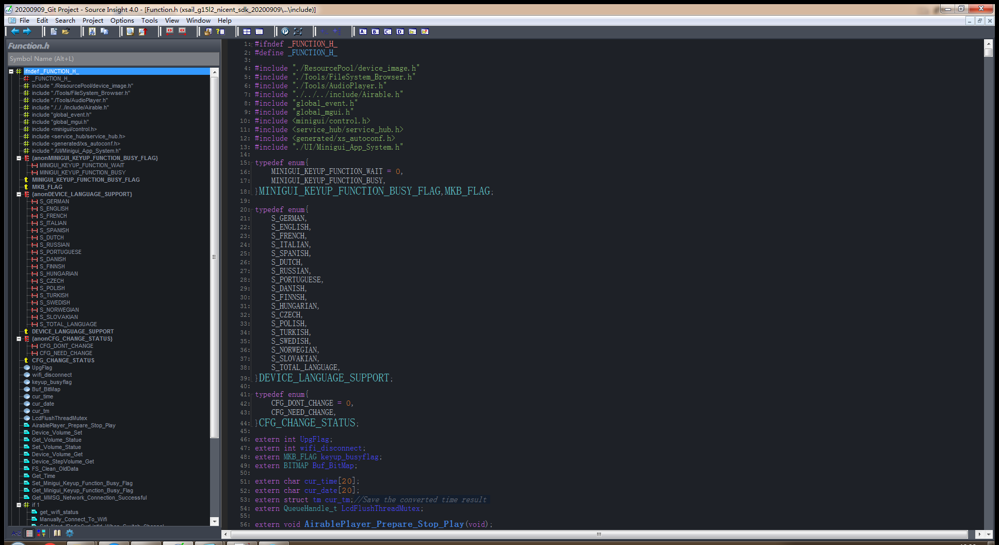 20200909_Git Project - Source Insight 4.0 - [Function.h (xsail_g15l2_nicent_sdk_20200909\...\include)]
File Edit Search Project Options Tools View Window Help
Function.h
Symbol Name (Alt+L)
ifndef _FUNCTION_H_
_FUNCTION_H_
include "./ResourcePool/device_image.h"
include "./Tools/FileSystem_Browser.h"
include "./Tools/AudioPlayer.h"
include "./../../include/Airable.h"
include "global_event.h"
include "global_mgui.h"
include <minigui/control.h>
include <service_hub/service_hub.h>
include <generated/xs_autoconf.h>
include "./UI/Minigui_App_System.h"
{anonMINIGUI_KEYUP_FUNCTION_BUSY_FLAG}
MINIGUI_KEYUP_FUNCTION_WAIT
MINIGUI_KEYUP_FUNCTION_BUSY
MINIGUI_KEYUP_FUNCTION_BUSY_FLAG
MKB_FLAG
{anonDEVICE_LANGUAGE_SUPPORT}
S_GERMAN
S_ENGLISH
S_FRENCH
S_ITALIAN
S_SPANISH
S_DUTCH
S_RUSSIAN
S_PORTUGUESE
S_DANISH
S_FINNSH
S_HUNGARIAN
S_CZECH
S_POLISH
S_TURKISH
S_SWEDISH
S_NORWEGIAN
S_SLOVAKIAN
S_TOTAL_LANGUAGE
DEVICE_LANGUAGE_SUPPORT
{anonCFG_CHANGE_STATUS}
CFG_DONT_CHANGE
CFG_NEED_CHANGE
CFG_CHANGE_STATUS
UpgFlag
wifi_disconnect
keyup_busyflag
Buf_BitMap
cur_time
cur_date
cur_tm
LcdFlushThreadMutex
AirablePlayer_Prepare_Stop_Play
Device_Volume_Set
Get_Volume_Statue
Set_Volume_Statue
Device_Volume_Get
Device_StepVolume_Get
FS_Clean_OldData
Get_Time
Set_Minigui_Keyup_Function_Busy_Flag
Get_Minigui_Keyup_Function_Busy_Flag
Get_MMSG_Network_Connection_Successful
if 1
get_wifi_status
Manually_Connect_To_Wifi
A-Z
1: #ifndef _FUNCTION_H_
2: #define _FUNCTION_H_
3:
4: #include "./ResourcePool/device_image.h"
5: #include "./Tools/FileSystem_Browser.h"
6: #include "./Tools/AudioPlayer.h"
7: #include "./../../include/Airable.h"
8: #include "global_event.h"
9: #include "global_mgui.h"
10: #include <minigui/control.h>
11: #include <service_hub/service_hub.h>
12: #include <generated/xs_autoconf.h>
13: #include "./UI/Minigui_App_System.h"
14:
15: typedef enum{
16: MINIGUI_KEYUP_FUNCTION_WAIT = 0,
17: MINIGUI_KEYUP_FUNCTION_BUSY,
18: }MINIGUI_KEYUP_FUNCTION_BUSY_FLAG,MKB_FLAG;
19:
20: typedef enum{
21: S_GERMAN,
22: S_ENGLISH,
23: S_FRENCH,
24: S_ITALIAN,
25: S_SPANISH,
26: S_DUTCH,
27: S_RUSSIAN,
28: S_PORTUGUESE,
29: S_DANISH,
30: S_FINNSH,
31: S_HUNGARIAN,
32: S_CZECH,
33: S_POLISH,
34: S_TURKISH,
35: S_SWEDISH,
36: S_NORWEGIAN,
37: S_SLOVAKIAN,
38: S_TOTAL_LANGUAGE,
39: }DEVICE_LANGUAGE_SUPPORT;
40:
41: typedef enum{
42: CFG_DONT_CHANGE = 0,
43: CFG_NEED_CHANGE,
44: }CFG_CHANGE_STATUS;
45:
46: extern int UpgFlag;
47: extern int wifi_disconnect;
48: extern MKB_FLAG keyup_busyflag;
49: extern BITMAP Buf_BitMap;
50:
51: extern char cur_time[20];
52: extern char cur_date[20];
53: extern struct tm cur_tm;//Save the converted time result
54: extern QueueHandle_t LcdFlushThreadMutex;
55:
56: extern void AirablePlayer_Prepare_Stop_Play(void);